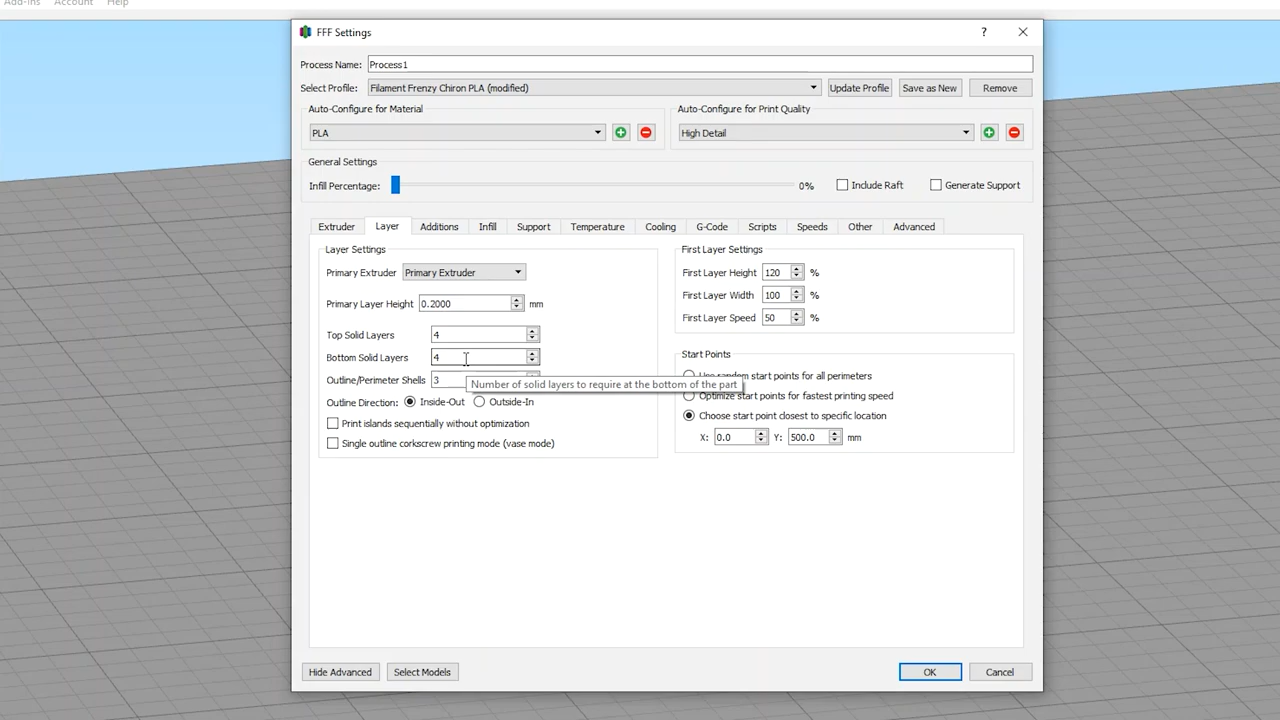 Add-Ins Account Help
FFF Settings ?
Process Name: Process1
Select Profile: Filament Frenzy Chiron PLA (modified) Update Profile Save as New Remove
Auto-Configure for Material Auto-Configure for Print Quality
PLA High Detail
General Settings
Infill Percentage: 0% Include Raft Generate Support
Extruder Layer Additions Infill Support Temperature Cooling G-Code Scripts Speeds Other Advanced
Layer Settings First Layer Settings
Primary Extruder Primary Extruder First Layer Height 120 %
First Layer Width 100 %
Primary Layer Height 0.2000 mm
First Layer Speed 50 %
Top Solid Layers 4
Bottom Solid Layers 4 Start Points
Use random start points for all perimeters
Outline/Perimeter Shells 3 Number of solid layers to require at the bottom of the part
Optimize start points for fastest printing speed
Outline Direction: Inside-Out Outside-In
Choose start point closest to specific location
Print islands sequentially without optimization
X: 0.0 Y: 500.0 mm
Single outline corkscrew printing mode (vase mode)
Hide Advanced Select Models OK Cancel